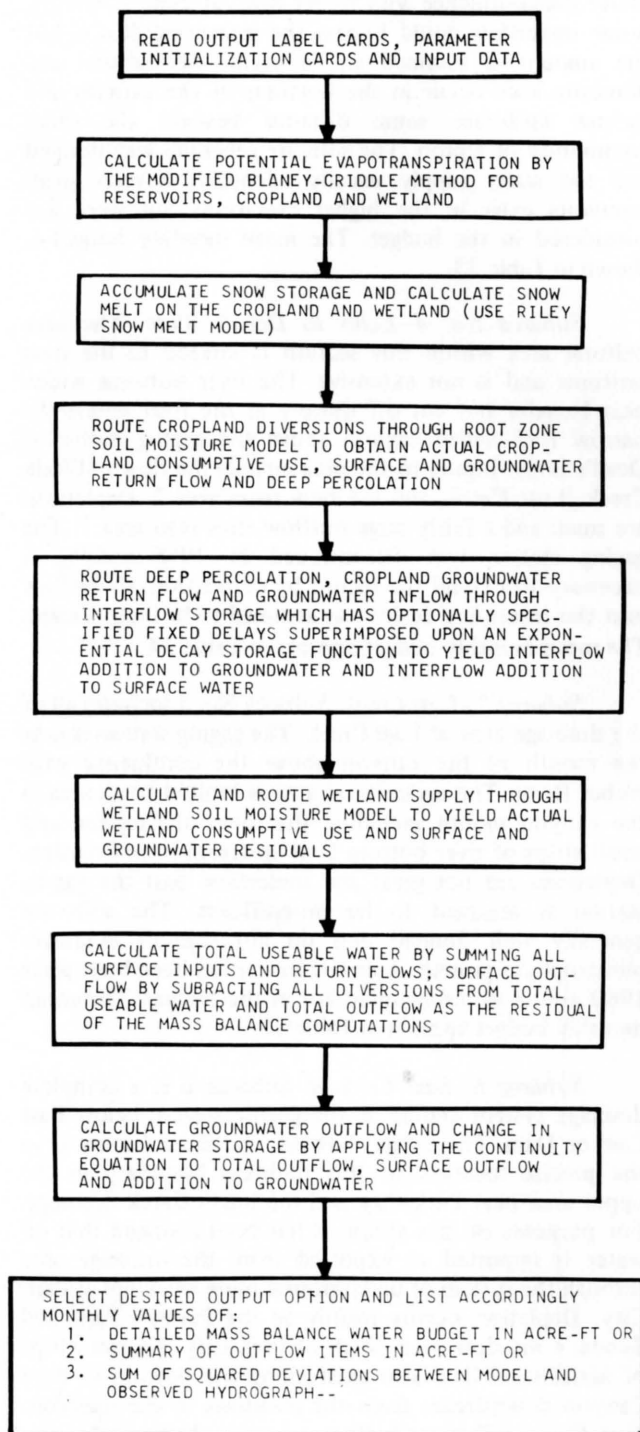 READ OUTPUT LABEL CARDS, PARAMETER
INITIALIZATION CARDS AND INPUT DATA
CALCULATE POTENTIAL EVAPOTRANSPIRATION BY
THE MODIFIED BLANEY-CRIDDLE METHOD FOR
RESERVOIRS, CROPLAND AND WETLAND
ACCUMULATE SNOW STORAGE AND CALCULATE SNOW
MELT ON THE CROPLAND AND WETLAND (USE RILEY
SNOW MELT MODEL)
ROUTE CROPLAND DIVERSIONS THROUGH ROOT ZONE
SOIL MOISTURE MODEL TO OBTAIN ACTUAL CROP-
LAND CONSUMPTIVE USE, SURFACE AND GROUNDWATER
RETURN FLOW AND DEEP PERCOLATION
ROUTE DEEP PERCOLATION, CROPLAND GROUNDWATER
RETURN FLOW AND GROUNDWATER INFLOW THROUGH
INTERFLOW STORAGE WHICH HAS OPTIONALLY SPEC-
IFIED FIXED DELAYS SUPERIMPOSED UPON AN EXPON-
ENTIAL DECAY STORAGE FUNCTION TO YIELD INTERFLOW
ADDITION TO GROUNDWATER AND INTERFLOW ADDITION
TO SURFACE WATER
CALCULATE AND ROUTE WETLAND SUPPLY THROUGH
WETLAND SOIL MOISTURE MODEL TO YIELD ACTUAL
WETLAND CONSUMPTIVE USE AND SURFACE AND
GROUNDWATER RESIDUALS
CALCULATE TOTAL USEABLE WATER BY SUMMING ALL
SURFACE INPUTS AND RETURN FLOWS; SURFACE OUT-
FLOW BY SUBRACTING ALL DIVERSIONS FROM TOTAL
USEABLE WATER AND TOTAL OUTFLOW AS THE RESIDUAL
OF THE MASS BALANCE COMPUTATIONS
CALCULATE GROUNDWATER OUTFLOW AND CHANGE IN
GROUNDWATER STORAGE BY APPLYING THE CONTINUITY
EQUATION TO TOTAL OUTFLOW, SURFACE OUTFLOW
AND ADDITION TO GROUNDWATER
SELECT DESIRED OUTPUT OPTION AND LIST ACCORDINGLY
MONTHLY VALUES OF:
1. DETAILED MASS BALANCE WATER BUDGET IN ACRE-FT OR
2. SUMMARY OF OUTFLOW ITEMS IN ACRE-FT OR
3. SUM OF SQUARED DEVIATIONS BETWEEN MODEL AND
OBSERVED HYDROGRAPH--